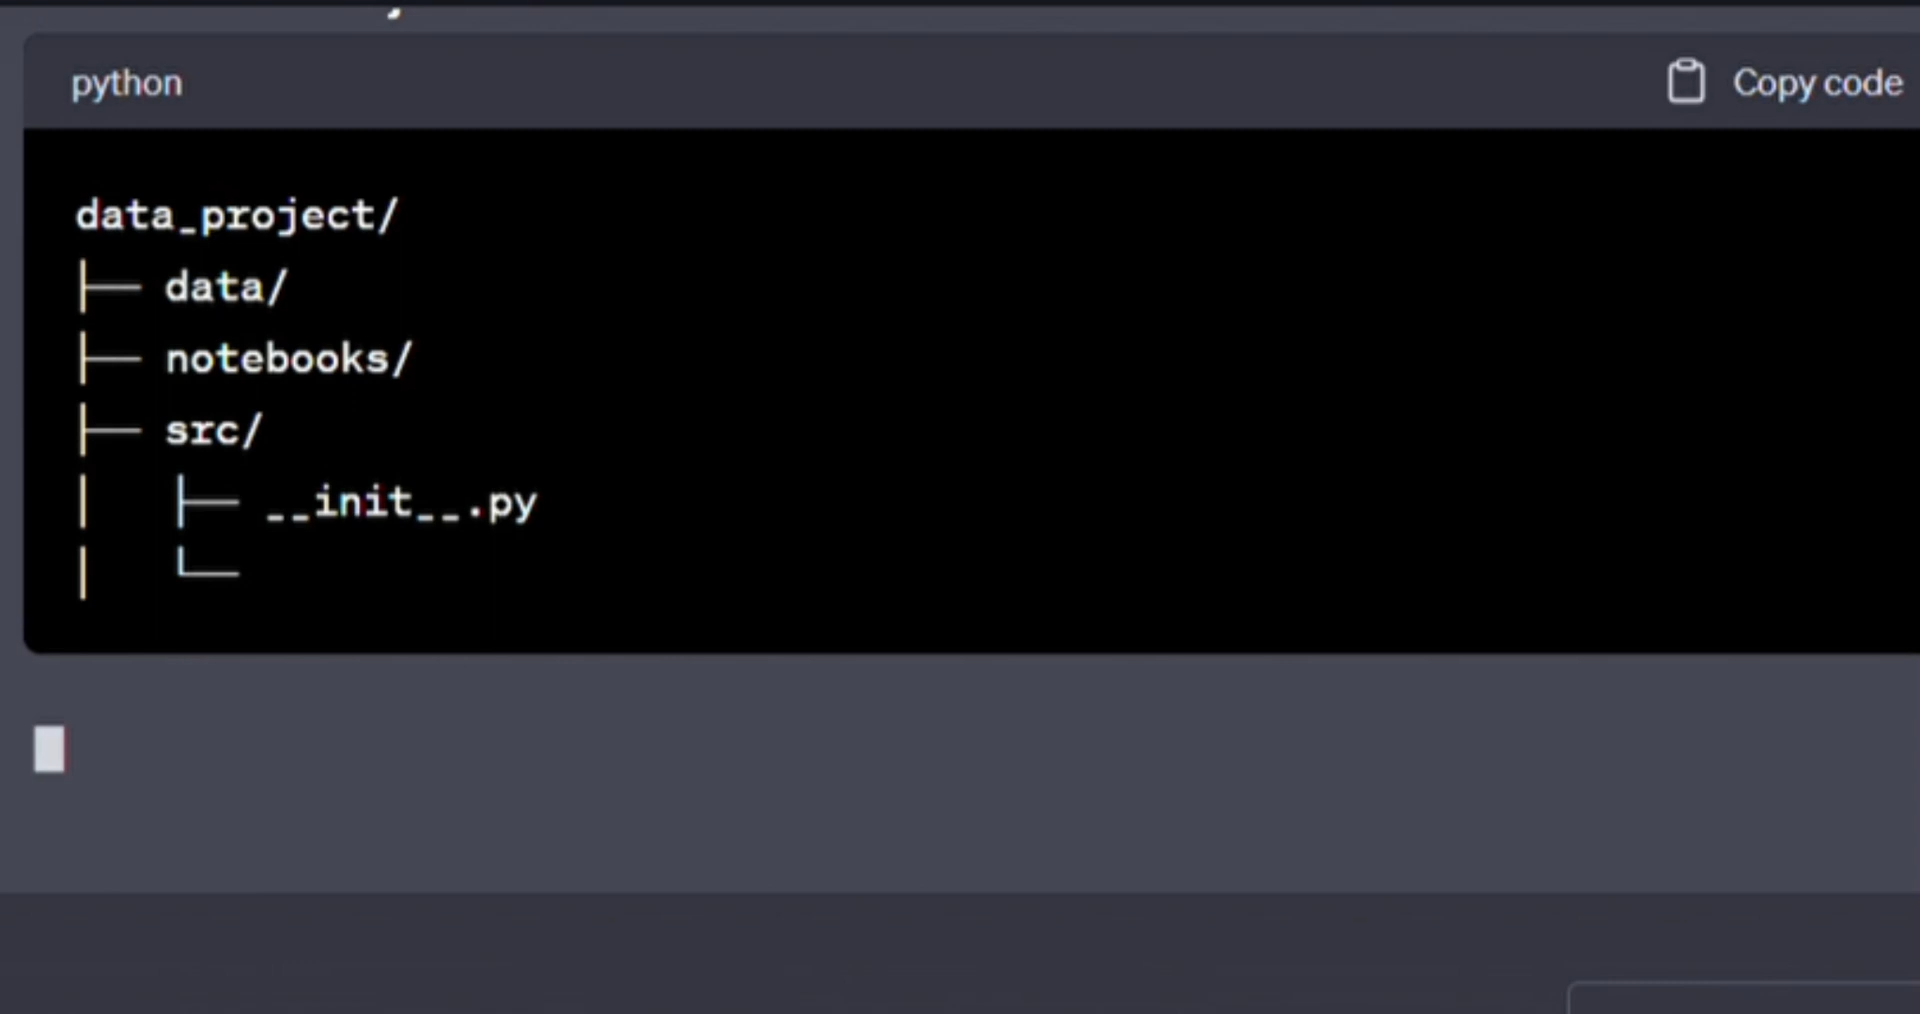 python
Copy code
data_project/
├── data/
├── notebooks/
├── src/
│   ├── __init__.py
│   └──